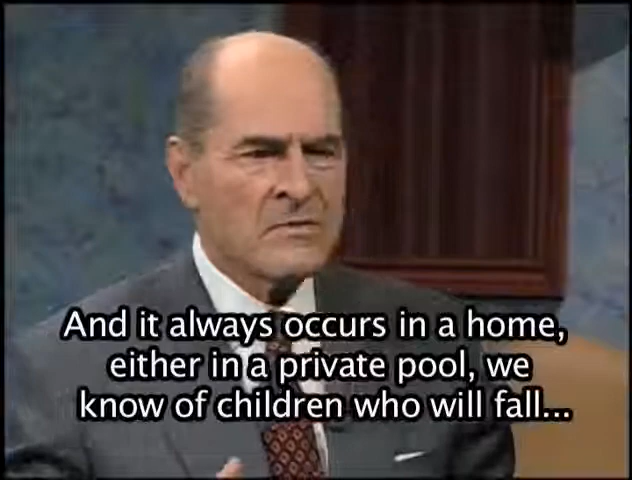 And it always occurs in a home,
either in a private pool, we
know of children who will fall...